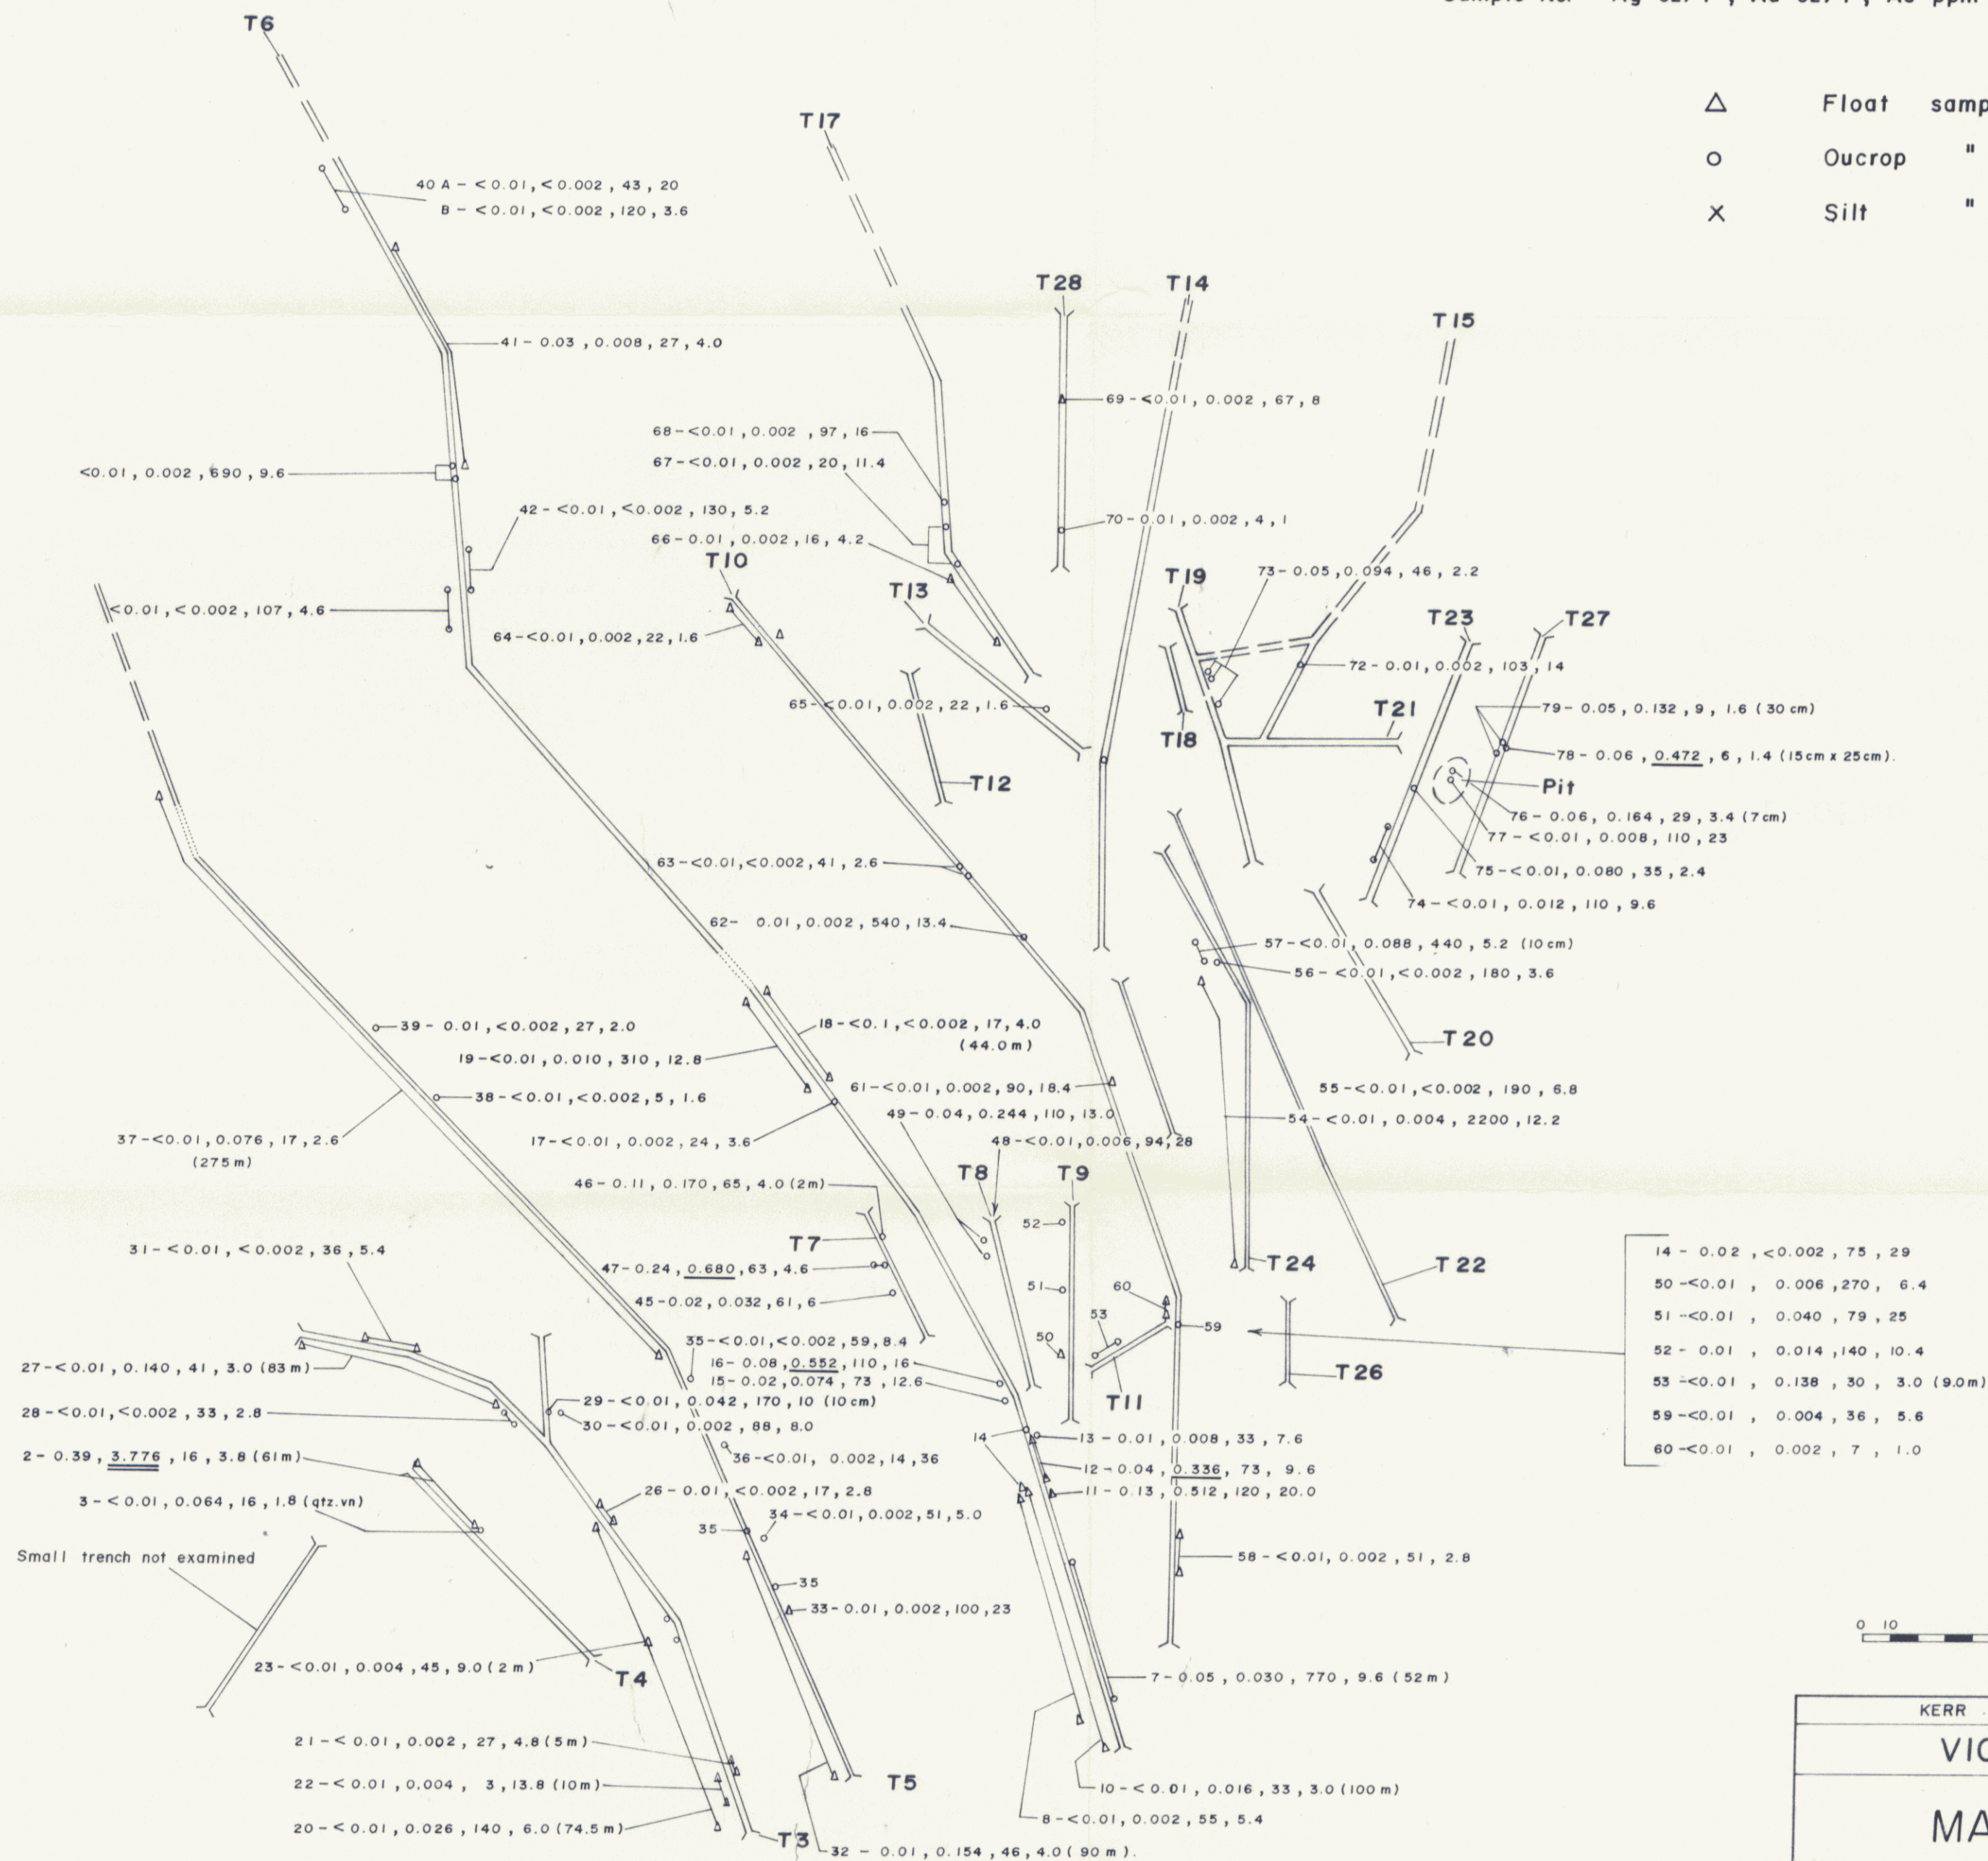 T6
T17
△ Float
○ Oucrop "
X Silt "
40 A - <0.01, <0.002, 43, 20
B - <0.01, <0.002, 120, 3.6
T28
T14
T15
41 - 0.03, 0.008, 27, 4.0
69 - <0.01, 0.002, 67, 8
68 - <0.01, 0.002, 97, 16
67 - <0.01, 0.002, 20, 11.4
<0.01, 0.002, 690, 9.6
42 - <0.01, <0.002, 130, 5.2
70 - 0.01, 0.002, 4, 1
66 - 0.01, 0.002, 16, 4.2
T10
T13
T19
73 - 0.05, 0.094, 46, 2.2
<0.01, <0.002, 107, 4.6
T23
T27
64 - <0.01, 0.002, 22, 1.6
72 - 0.01, 0.002, 103, 14
65 - <0.01, 0.002, 22, 1.6
T21
79 - 0.05, 0.132, 9, 1.6 (30 cm)
T18
78 - 0.06, 0.472, 6, 1.4 (15cm x 25cm).
T12
Pit
76 - 0.06, 0.164, 29, 3.4 (7cm)
77 - <0.01, 0.008, 110, 23
63 - <0.01, <0.002, 41, 2.6
75 - <0.01, 0.080, 35, 2.4
74 - <0.01, 0.012, 110, 9.6
62 - 0.01, 0.002, 540, 13.4
57 - <0.01, 0.088, 440, 5.2 (10 cm)
56 - <0.01, <0.002, 180, 3.6
39 - 0.01, <0.002, 27, 2.0
18 - <0.1, <0.002, 17, 4.0
(44.0 m)
T20
19 - <0.01, 0.010, 310, 12.8
61 - <0.01, 0.002, 90, 18.4
55 - <0.01, <0.002, 190, 6.8
38 - <0.01, <0.002, 5, 1.6
49 - 0.04, 0.244, 110, 13.0
54 - <0.01, 0.004, 2200, 12.2
37 - <0.01, 0.076, 17, 2.6
(275 m)
17 - <0.01, 0.002, 24, 3.6
48 - <0.01, 0.006, 94, 28
46 - 0.11, 0.170, 65, 4.0 (2m)
T8
T9
52
31 - <0.01, <0.002, 36, 5.4
T7
47 - 0.24, 0.680, 63, 4.6
T24
T22
14 - 0.02, <0.002, 75, 29
50 - <0.01, 0.006, 270, 6.4
51 - <0.01, 0.040, 79, 25
52 - 0.01, 0.014, 140, 10.4
53 - <0.01, 0.138, 30, 3.0 (9.0m)
59 - <0.01, 0.004, 36, 5.6
60 - <0.01, 0.002, 7, 1.0
51
60
45 - 0.02, 0.032, 61, 6
53
59
50
35 - <0.01, <0.002, 59, 8.4
16 - 0.08, 0.552, 110, 16
27 - <0.01, 0.140, 41, 3.0 (83 m)
15 - 0.02, 0.074, 73, 12.6
T26
29 - <0.01, 0.042, 170, 10 (10 cm)
T11
28 - <0.01, <0.002, 33, 2.8
30 - <0.01, 0.002, 88, 8.0
14
13 - 0.01, 0.008, 33, 7.6
2 - 0.39, 3.776, 16, 3.8 (61m)
36 - <0.01, 0.002, 14, 36
12 - 0.04, 0.336, 73, 9.6
26 - 0.01, <0.002, 17, 2.8
11 - 0.13, 0.512, 120, 20.0
3 - <0.01, 0.064, 16, 1.8 (qtz.vn)
34 - <0.01, 0.002, 51, 5.0
35
Small trench not examined
58 - <0.01, 0.002, 51, 2.8
35
33 - 0.01, 0.002, 100, 23
0 10
23 - <0.01, 0.004, 45, 9.0 (2 m)
T4
7 - 0.05, 0.030, 770, 9.6 (52 m)
KERR
21 - <0.01, 0.002, 27, 4.8 (5 m)
22 - <0.01, 0.004, 3, 13.8 (10 m)
T5
10 - <0.01, 0.016, 33, 3.0 (100 m)
8 - <0.01, 0.002, 55, 5.4
20 - <0.01, 0.026, 140, 6.0 (74.5 m)
T3
32 - 0.01, 0.154, 46, 4.0 (90 m).